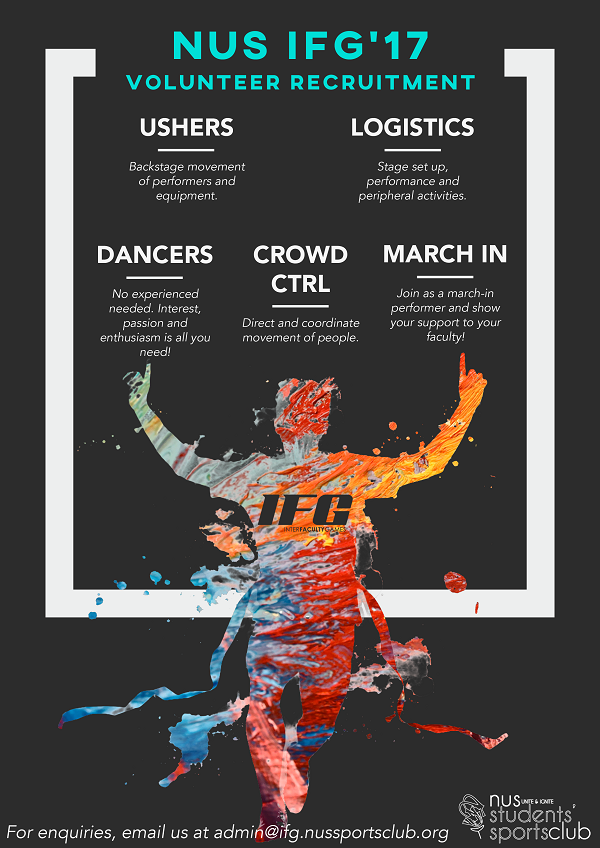 NUS IFG'17
VOLUNTEER RECRUITMENT
USHERS
Backstage movement
of performers and
equipment.
LOGISTICS
Stage set up,
performance and
peripheral activities.
DANCERS
No experienced
needed. Interest,
passion and
enthusiasm is all you
need!
CROWD
CTRL
Direct and coordinate
movement of people.
MARCH IN
Join as a march-in
performer and show
your support to your
faculty!
IFG
INTERFACULTYGAMES
nus UNITE & IGNITE
students'
sportsclub
For enquiries, email us at admin@ifg.nussportsclub.org